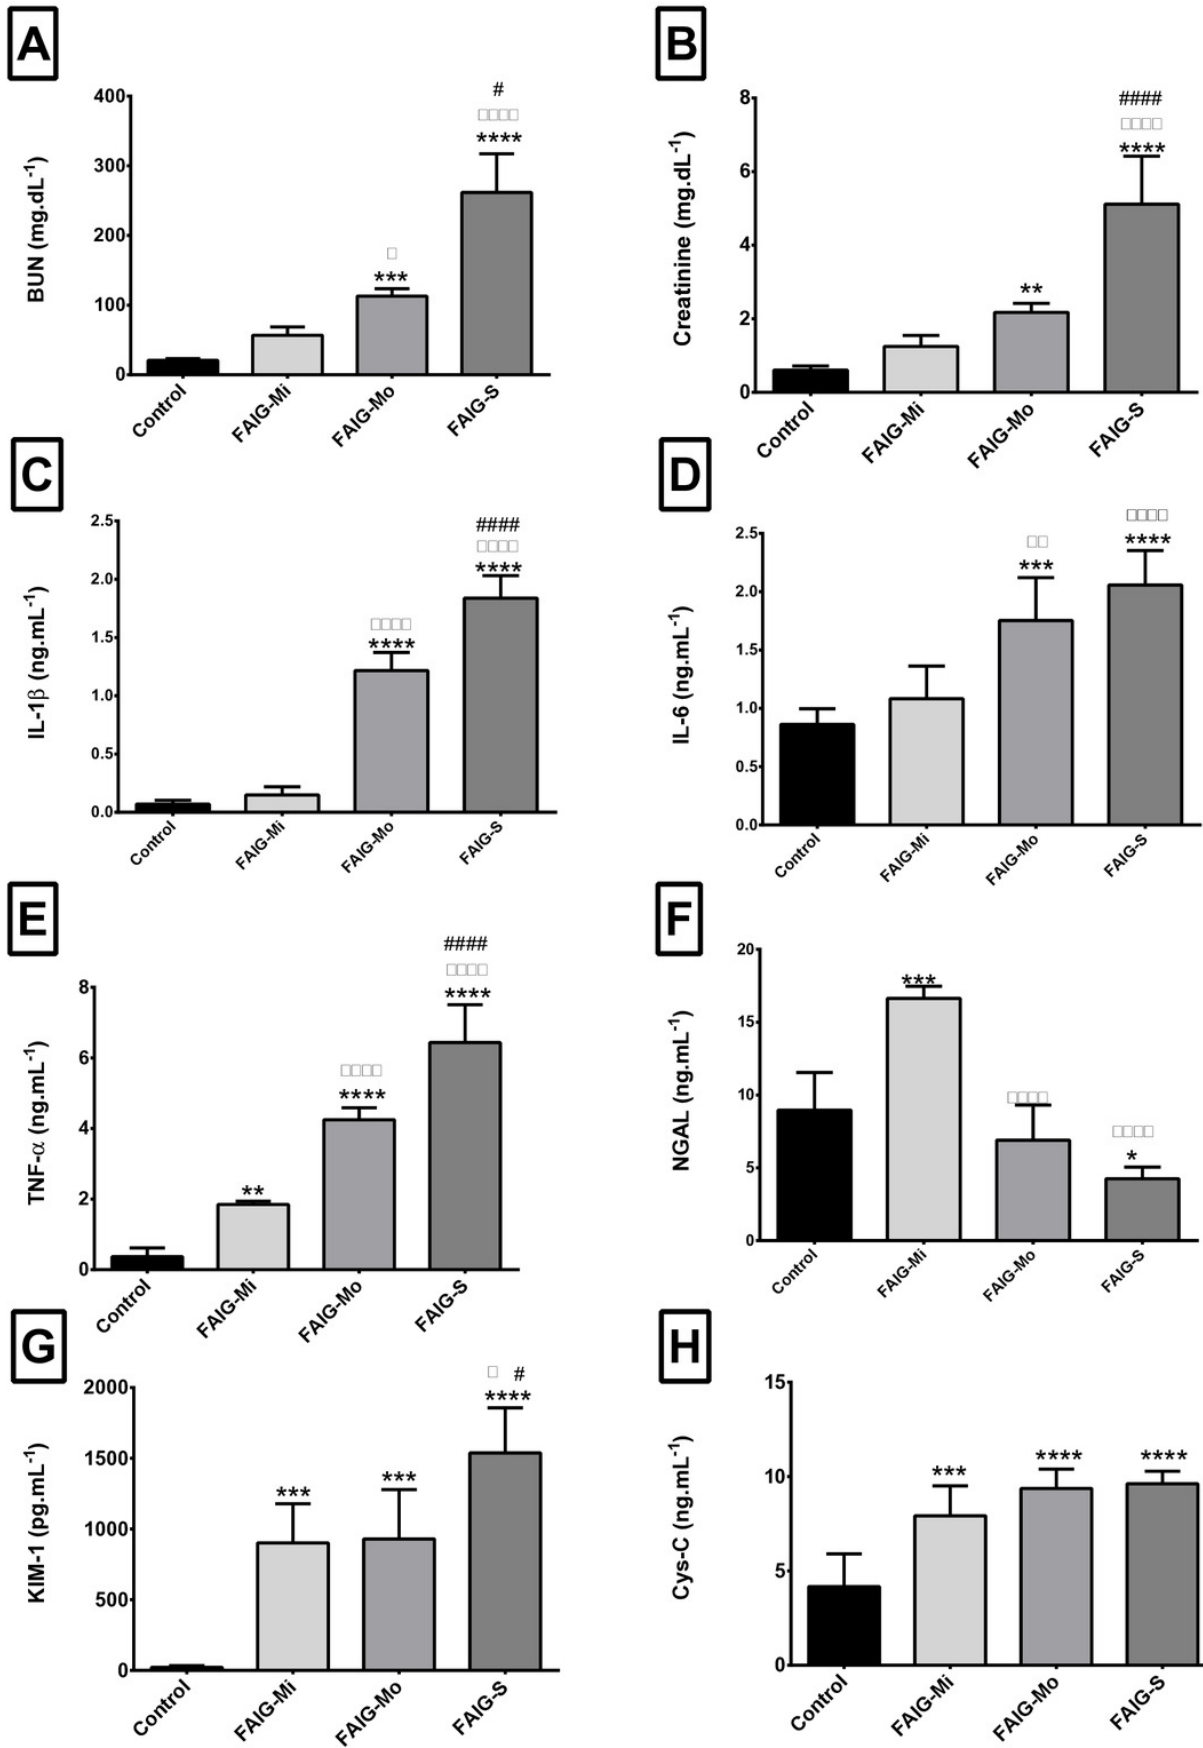 A
BUN (mg.dL-1)
400
300
200
100
0
#
□□□□
****
□
***
Control
FAIG-Mi
FAIG-Mo
FAIG-S
B
Creatinine (mg.dL-1)
8
6
4
2
0
####
□□□□
****
**
Control
FAIG-Mi
FAIG-Mo
FAIG-S
C
IL-1β (ng.mL-1)
2.5
2.0
1.5
1.0
0.5
0.0
####
□□□□
****
□□□□
****
Control
FAIG-Mi
FAIG-Mo
FAIG-S
D
IL-6 (ng.mL-1)
2.5
2.0
1.5
1.0
0.5
0.0
□□□□
****
□□
***
Control
FAIG-Mi
FAIG-Mo
FAIG-S
E
TNF-α (ng.mL-1)
8
6
4
2
0
####
□□□□
****
□□□□
****
**
Control
FAIG-Mi
FAIG-Mo
FAIG-S
F
NGAL (ng.mL-1)
20
15
10
5
0
***
□□□□
□□□□
*
Control
FAIG-Mi
FAIG-Mo
FAIG-S
G
KIM-1 (pg.mL-1)
2000
1500
1000
500
0
□ #
****
***
***
Control
FAIG-Mi
FAIG-Mo
FAIG-S
H
Cys-C (ng.mL-1)
15
10
5
0
***
****
****
Control
FAIG-Mi
FAIG-Mo
FAIG-S